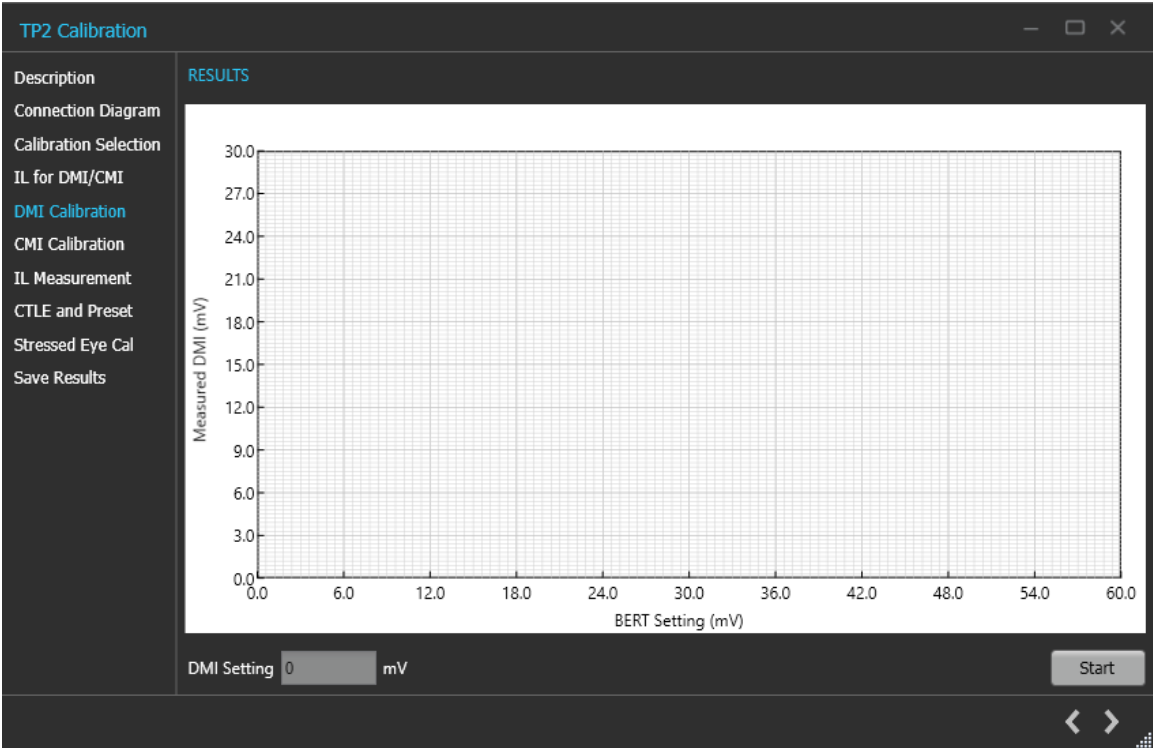 TP2 Calibration
Description
Connection Diagram
Calibration Selection
IL for DMI/CMI
DMI Calibration
CMI Calibration
IL Measurement
CTLE and Preset
Stressed Eye Cal
Save Results
RESULTS
Measured DMI (mV)
30.0
27.0
24.0
21.0
18.0
15.0
12.0
9.0
6.0
3.0
0.0
0.0 6.0 12.0 18.0 24.0 30.0 36.0 42.0 48.0 54.0 60.0
BERT Setting (mV)
DMI Setting 0 mV
Start